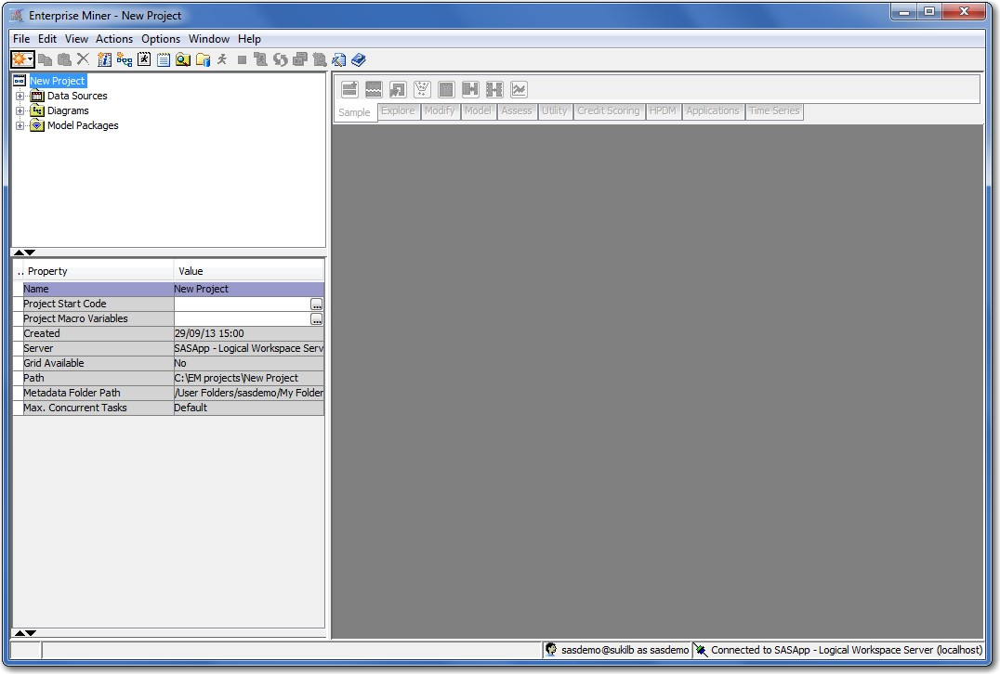 Enterprise Miner - New Project
File Edit View Actions Options Window Help
New Project
Data Sources
Diagrams
Model Packages
Sample Explore Modify Model Assess Utility Credit Scoring HPDM Applications Time Series
.. Property Value
Name New Project
Project Start Code ...
Project Macro Variables ...
Created 29/09/13 15:00
Server SASApp - Logical Workspace Serv
Grid Available No
Path C:\EM projects\New Project
Metadata Folder Path /User Folders/sasdemo/My Folder
Max. Concurrent Tasks Default
sasdemo@sukilb as sasdemo Connected to SASApp - Logical Workspace Server (localhost)